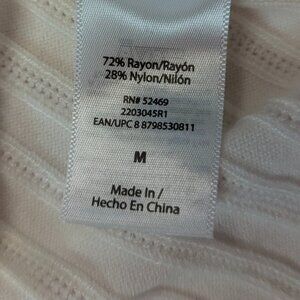 72% Rayon/Rayón
28% Nylon/Nilón
RN# 52469
2203045R1
EAN/UPC 8 8798530811
M
Made In /
Hecho En China